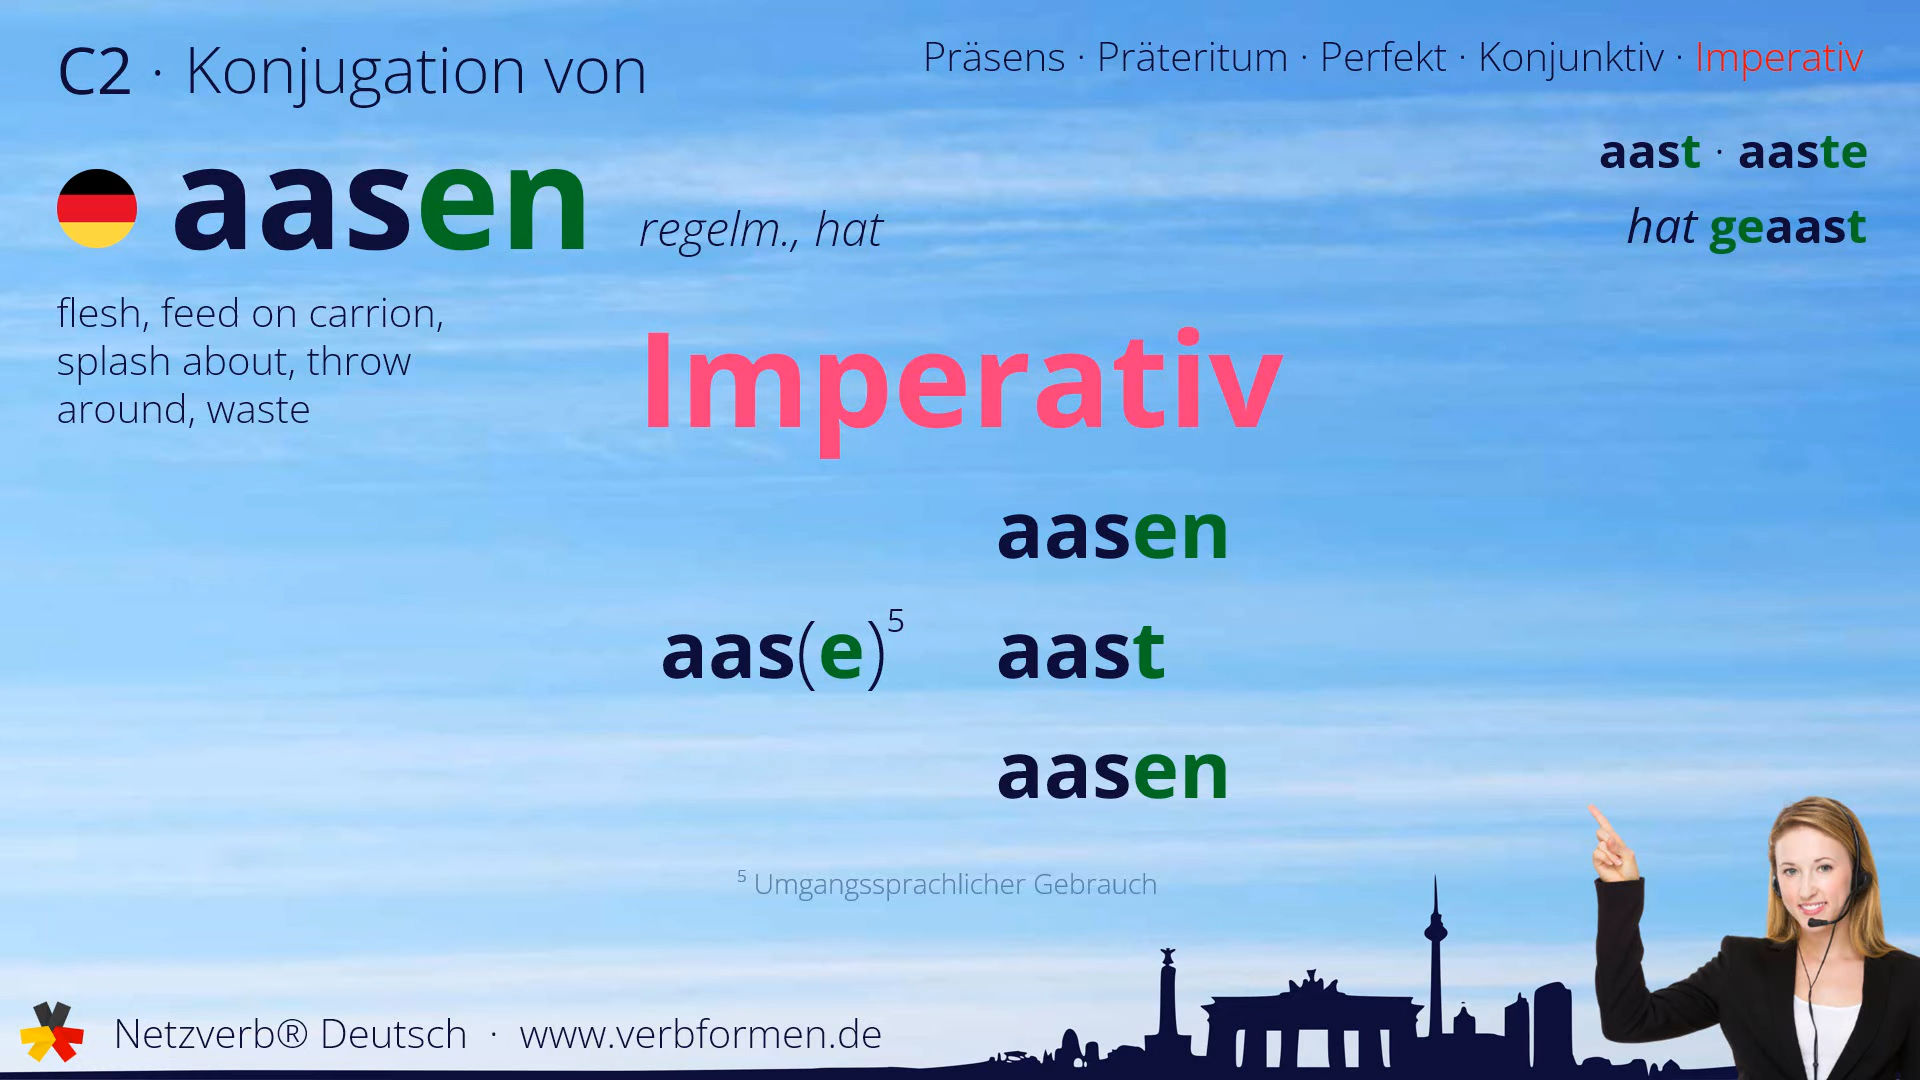 C2 · Konjugation von
Präsens · Präteritum · Perfekt · Konjunktiv · Imperativ
aasen regelm., hat
aast · aaste
hat geaast
flesh, feed on carrion,
splash about, throw
around, waste
Imperativ
aasen
aas(e)⁵ aast
aasen
⁵ Umgangssprachlicher Gebrauch
Netzverb® Deutsch · www.verbformen.de